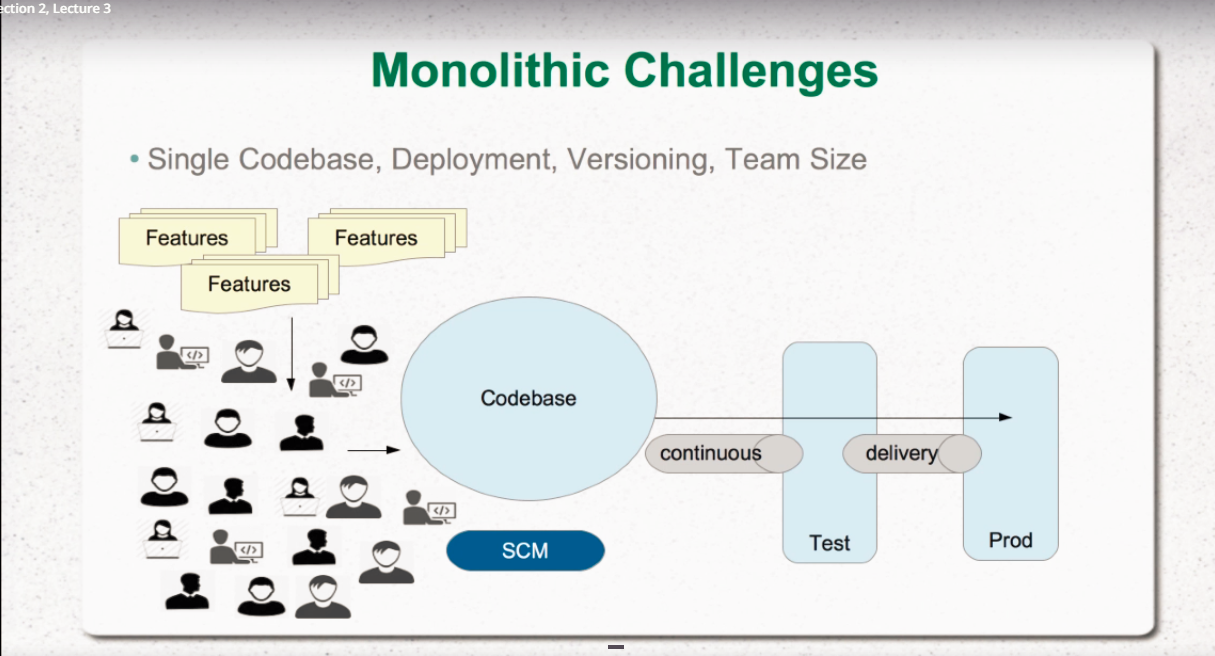 ection 2, Lecture 3
Monolithic Challenges
• Single Codebase, Deployment, Versioning, Team Size
Features
Features
Features
</>
</>
Codebase
continuous
delivery
</>
</>
SCM
Test
Prod